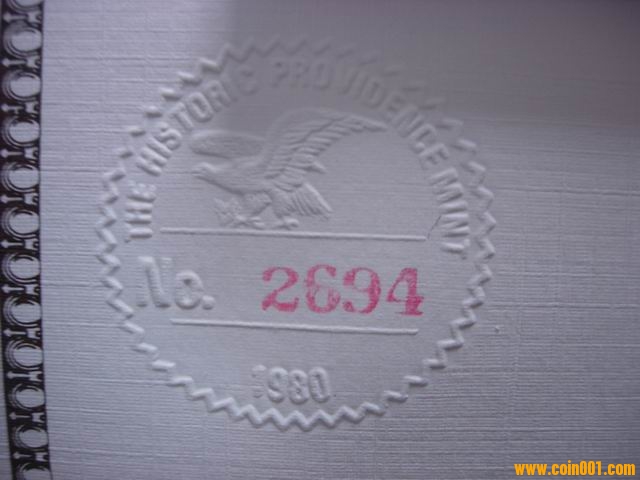 THE HISTORIC PROVIDENCE MINT
No. 2694
1980
www.coin001.com